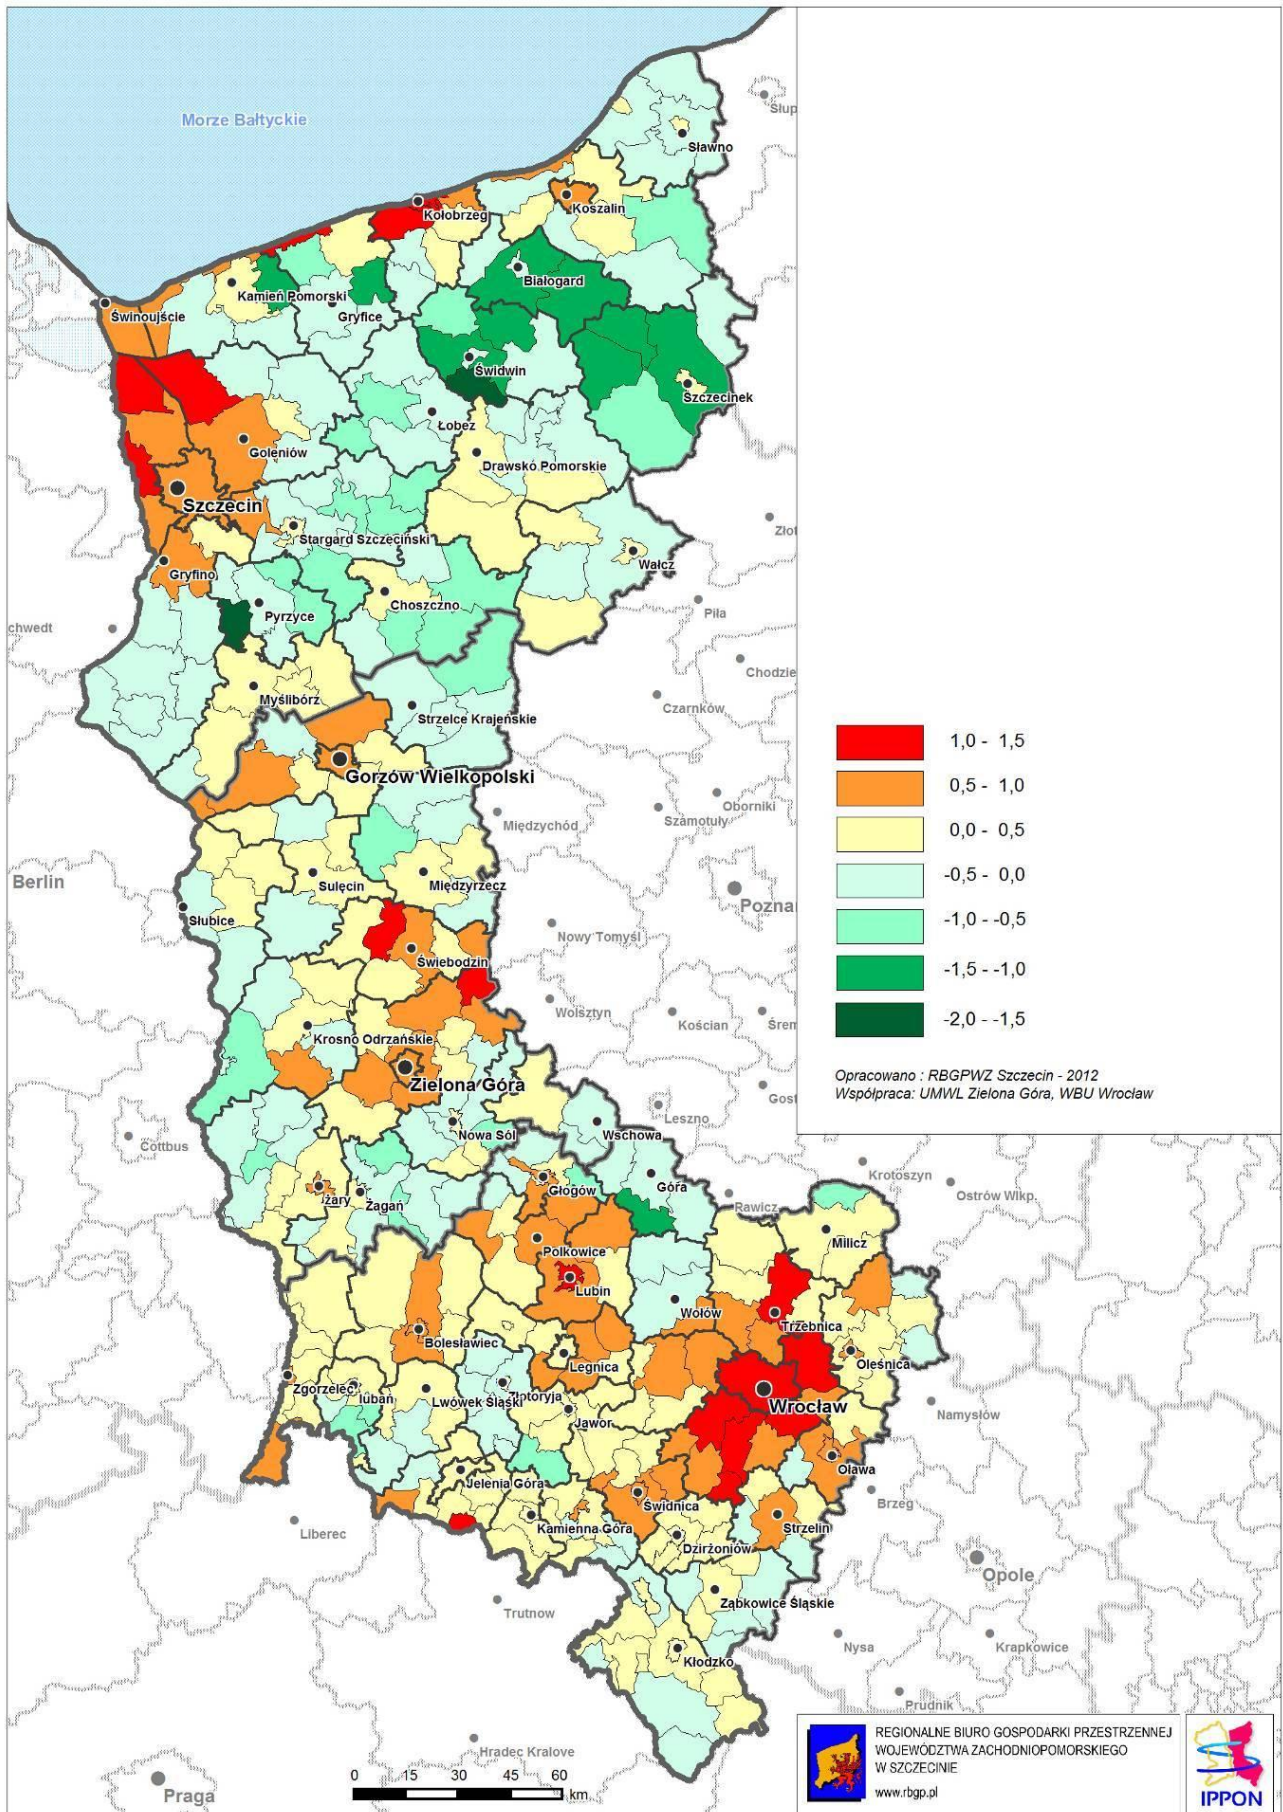 Morze Bałtyckie
Słup
Sławno
Koszalin
Kołobrzeg
Białogard
Kamień Pomorski
Gryfice
Świnoujście
Świdwin
Szczecinek
Łobez
Goleniów
Drawsko Pomorskie
Szczecin
Stargard Szczęciński
Złot
Wałcz
Gryfino
Choszczno
Piła
Pyrzyce
chwedt
Chodzie
Myślibórz
Czarnków
Strzelce Krajeńskie
1,0 - 1,5
Gorzów Wielkopolski
0,5 - 1,0
Oborniki
Międzychód
Szamotuły
0,0 - 0,5
Berlin
Sulęcin
Międzyrzecz
-0,5 - 0,0
Poznań
Słubice
-1,0 - -0,5
Nowy Tomyśl
Świebodzin
-1,5 - -1,0
Wolsztyn
Kościan
Śrem
-2,0 - -1,5
Krosno Odrzańskie
Zielona Góra
Opracowano : RBGPWZ Szczecin - 2012
Współpraca: UMWL Zielona Góra, WBU Wrocław
Gost
Leszno
Cottbus
Nowa Sól
Wschowa
Krotoszyn
Głogów
Góra
Ostrów Wlkp.
Żary
Żagań
Rawicz
Milicz
Polkowice
Lubin
Wołów
Trzebnica
Bolesławiec
Legnica
Oleśnica
Zgorzelec
lubań
Lwówek Śląski
Złotoryja
Wrocław
Namysłów
Jawor
Oława
Jelenia Góra
Brzeg
Świdnica
Liberec
Kamienna Góra
Strzelin
Dzirżoniów
Opole
Ząbkowice Śląskie
Trutnow
Nysa
Krapkowice
Kłodzko
Prudnik
Hradec Kralove
Praga
0 15 30 45 60
km
REGIONALNE BIURO GOSPODARKI PRZESTRZENNEJ
WOJEWÓDZTWA ZACHODNIOPOMORSKIEGO
W SZCZECINIE
www.rbgp.pl
IPPON